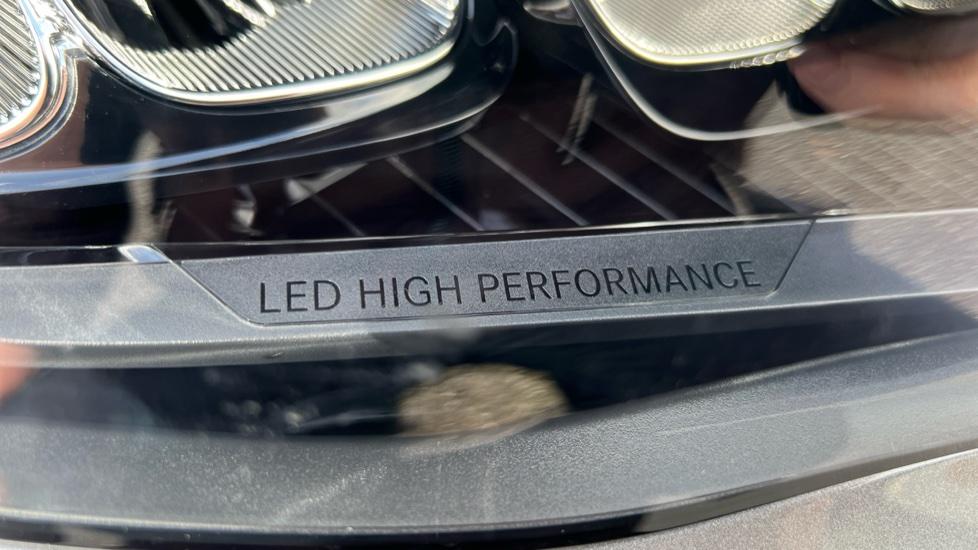 LED HIGH PERFORMANCE